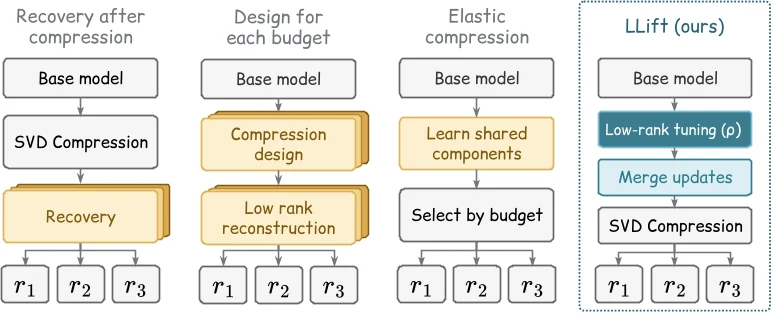 Recovery after
compression
Base model
SVD Compression
Recovery
r1 r2 r3
Design for
each budget
Base model
Compression
design
Low rank
reconstruction
r1 r2 r3
Elastic
compression
Base model
Learn shared
components
Select by budget
r1 r2 r3
LLift (ours)
Base model
Low-rank tuning (ρ)
Merge updates
SVD Compression
r1 r2 r3